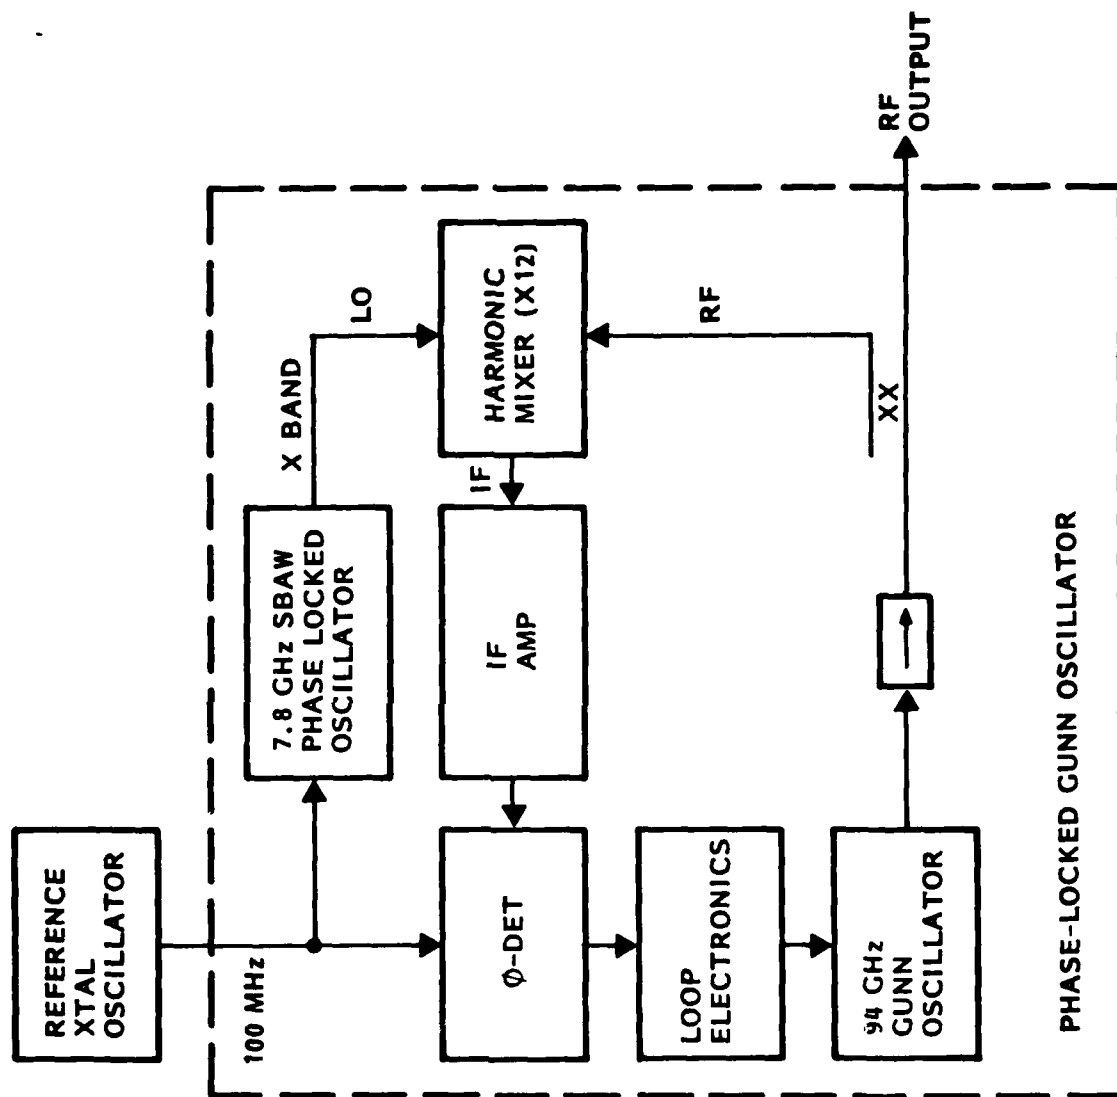 REFERENCE
XTAL
OSCILLATOR
100 MHz
7.8 GHz SBAW
PHASE LOCKED
OSCILLATOR
X BAND
LO
Ø-DET
IF
AMP
IF
HARMONIC
MIXER (X12)
LOOP
ELECTRONICS
RF
94 GHz
GUNN
OSCILLATOR
XX
RF
OUTPUT
PHASE-LOCKED GUNN OSCILLATOR